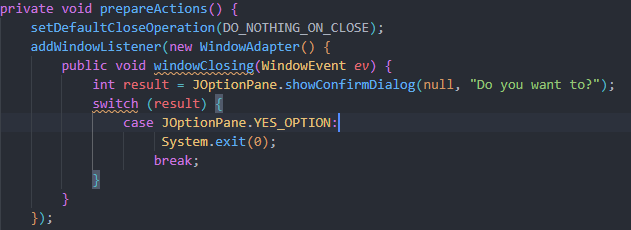 private void prepareActions() {
    setDefaultCloseOperation(DO_NOTHING_ON_CLOSE);
    addWindowListener(new WindowAdapter() {
        public void windowClosing(WindowEvent ev) {
            int result = JOptionPane.showConfirmDialog(null, "Do you want to?");
            switch (result) {
                case JOptionPane.YES_OPTION:
                     System.exit(0);
                    break;
            }
        }
    });